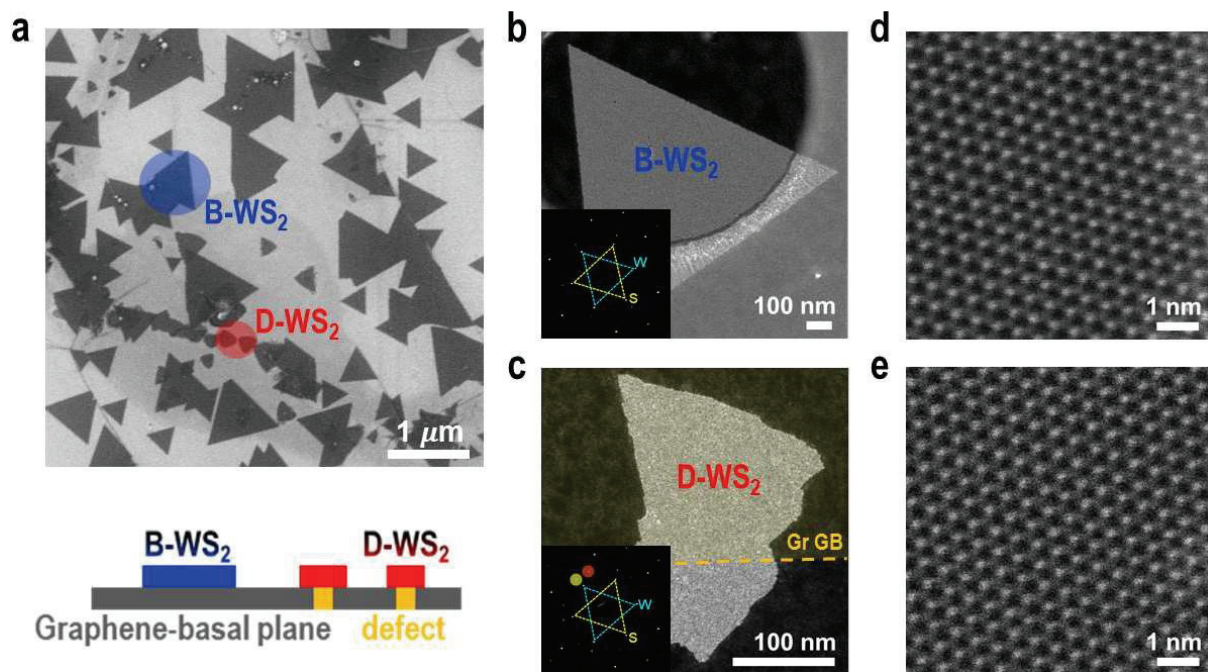 a
B-WS₂
D-WS₂
1 μm
B-WS₂
D-WS₂
Graphene-basal plane
defect
b
B-WS₂
W
S
100 nm
c
D-WS₂
Gr GB
W
S
100 nm
d
1 nm
e
1 nm